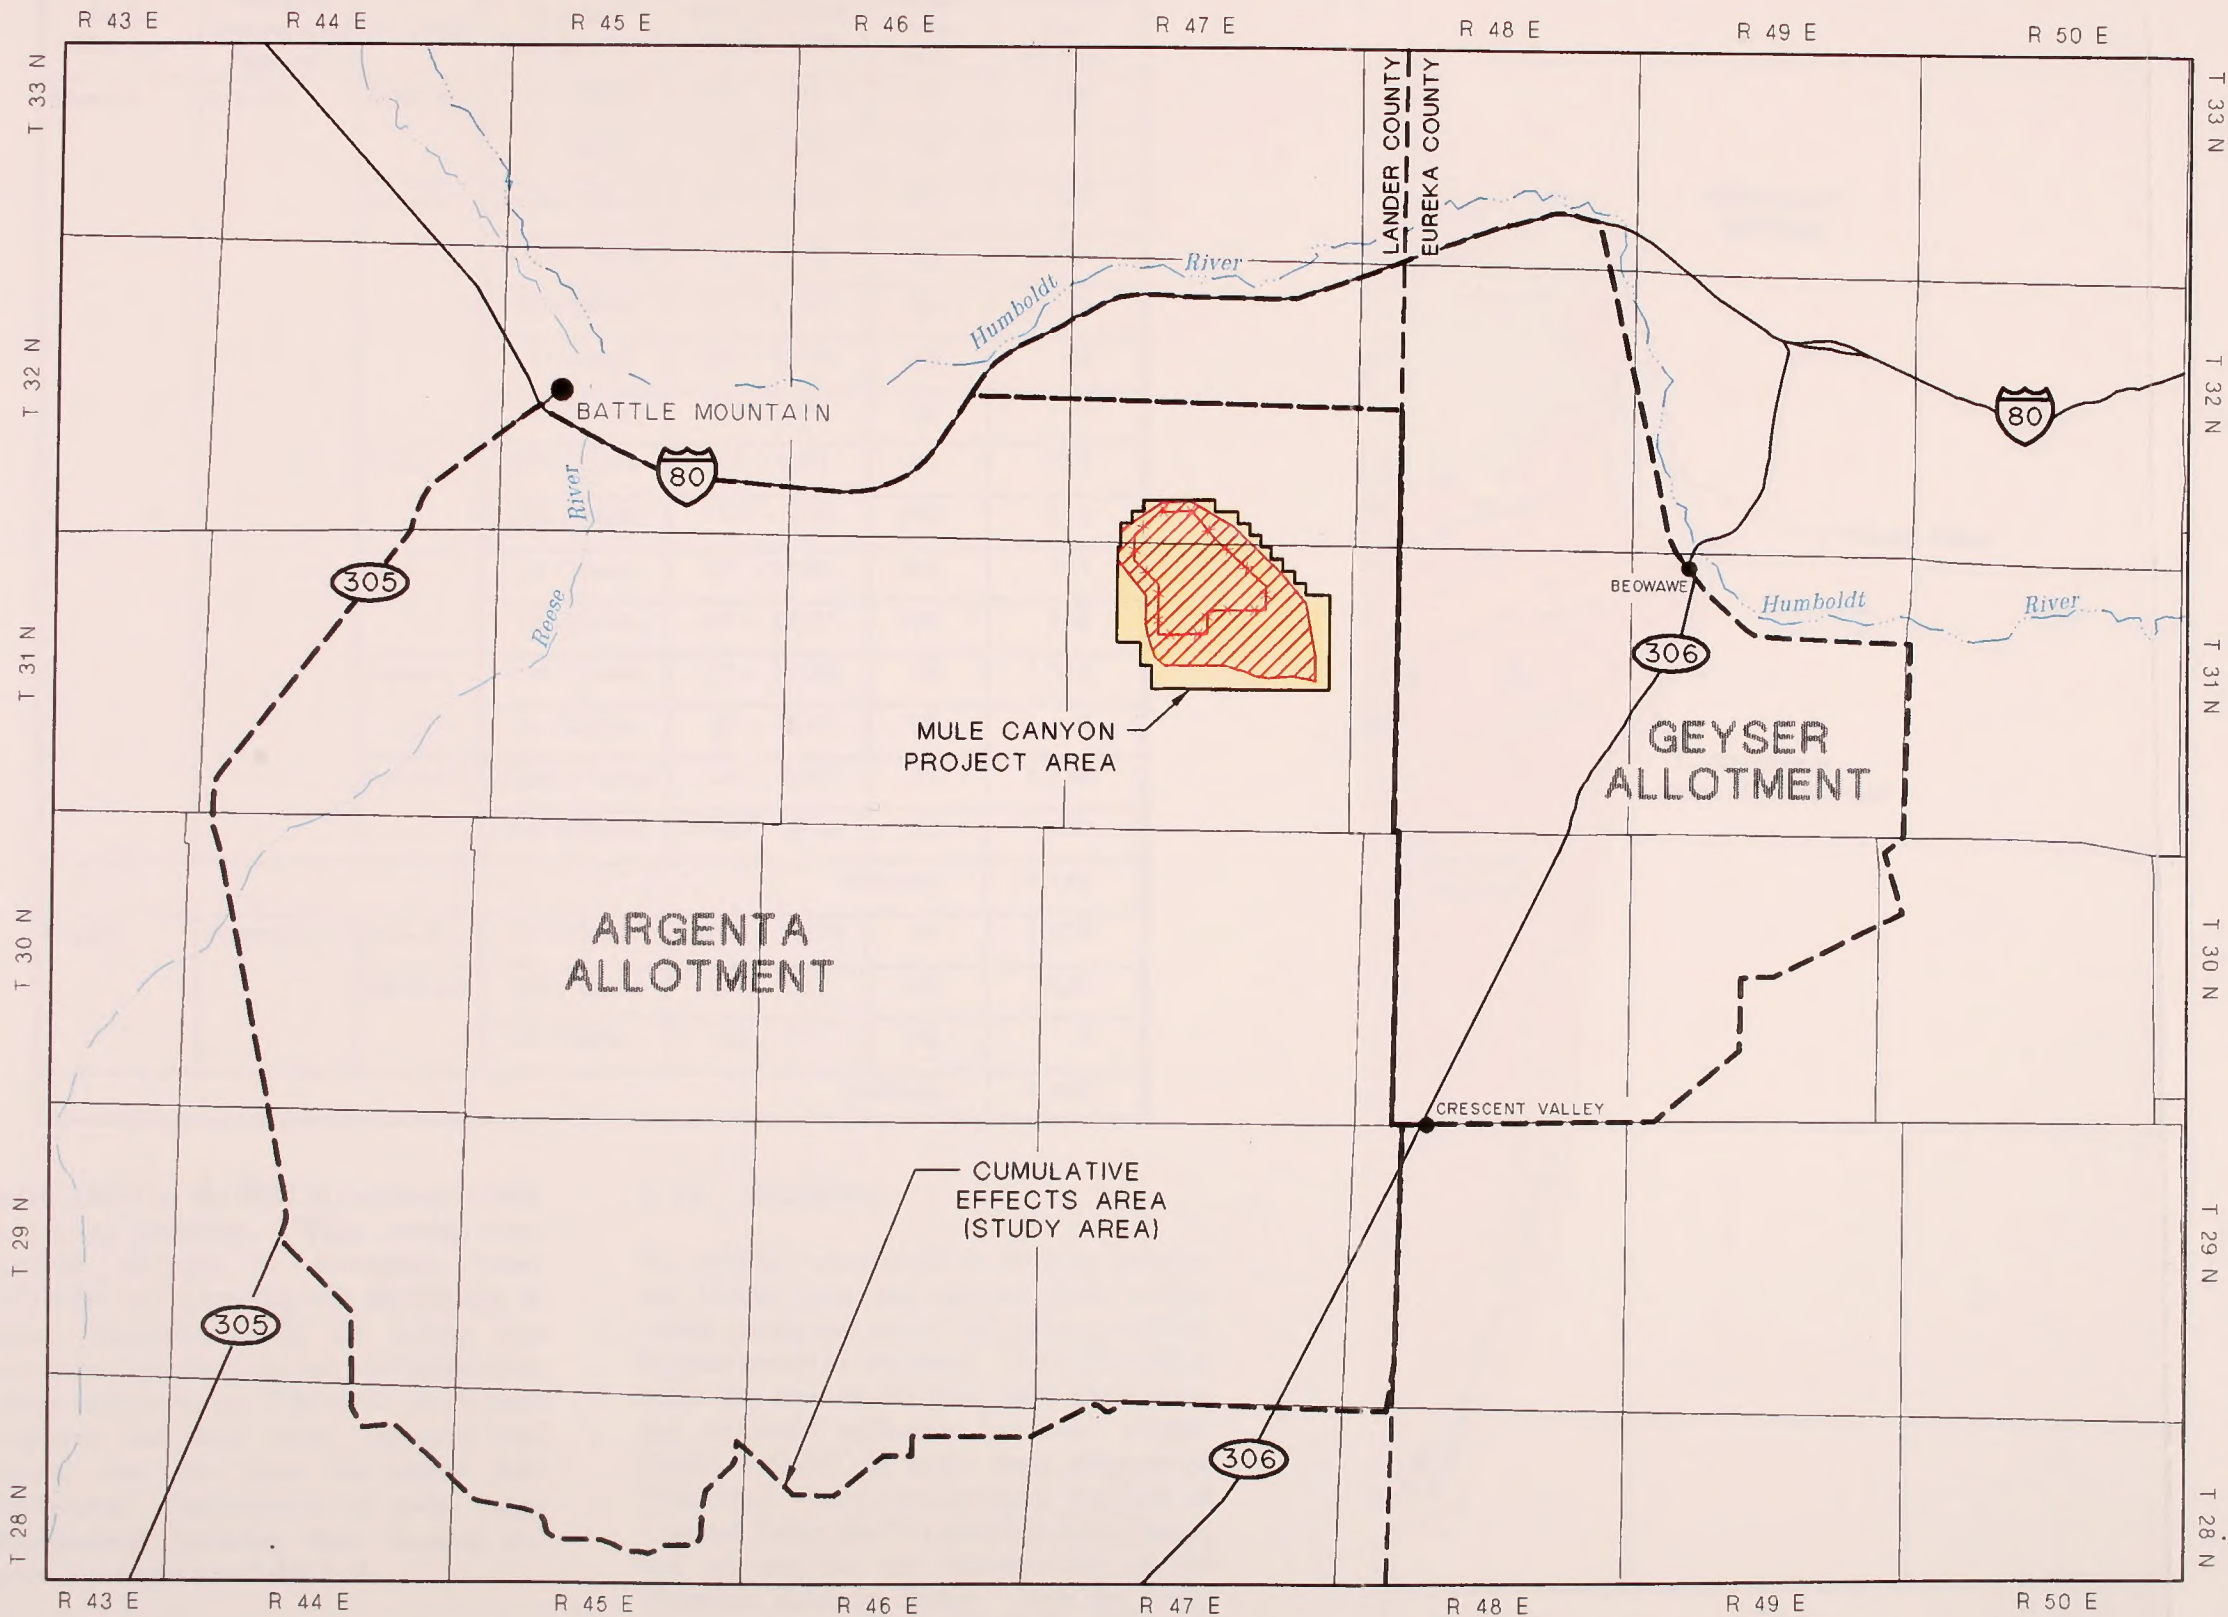 R 43 E
R 44 E
R 45 E
R 46 E
R 47 E
R 48 E
R 49 E
R 50 E
T 33 N
T 33 N
LANDER COUNTY
EUREKA COUNTY
Humboldt
River
T 32 N
T 32 N
BATTLE MOUNTAIN
80
80
River
Reese
305
BEOWAWE
Humboldt
River
306
T 31 N
T 31 N
MULE CANYON
PROJECT AREA
GEYSER
ALLOTMENT
ARGENTA
ALLOTMENT
T 30 N
T 30 N
CRESCENT VALLEY
CUMULATIVE
EFFECTS AREA
(STUDY AREA)
T 29 N
T 29 N
305
306
T 28 N
T 28 N
R 43 E
R 44 E
R 45 E
R 46 E
R 47 E
R 48 E
R 49 E
R 50 E